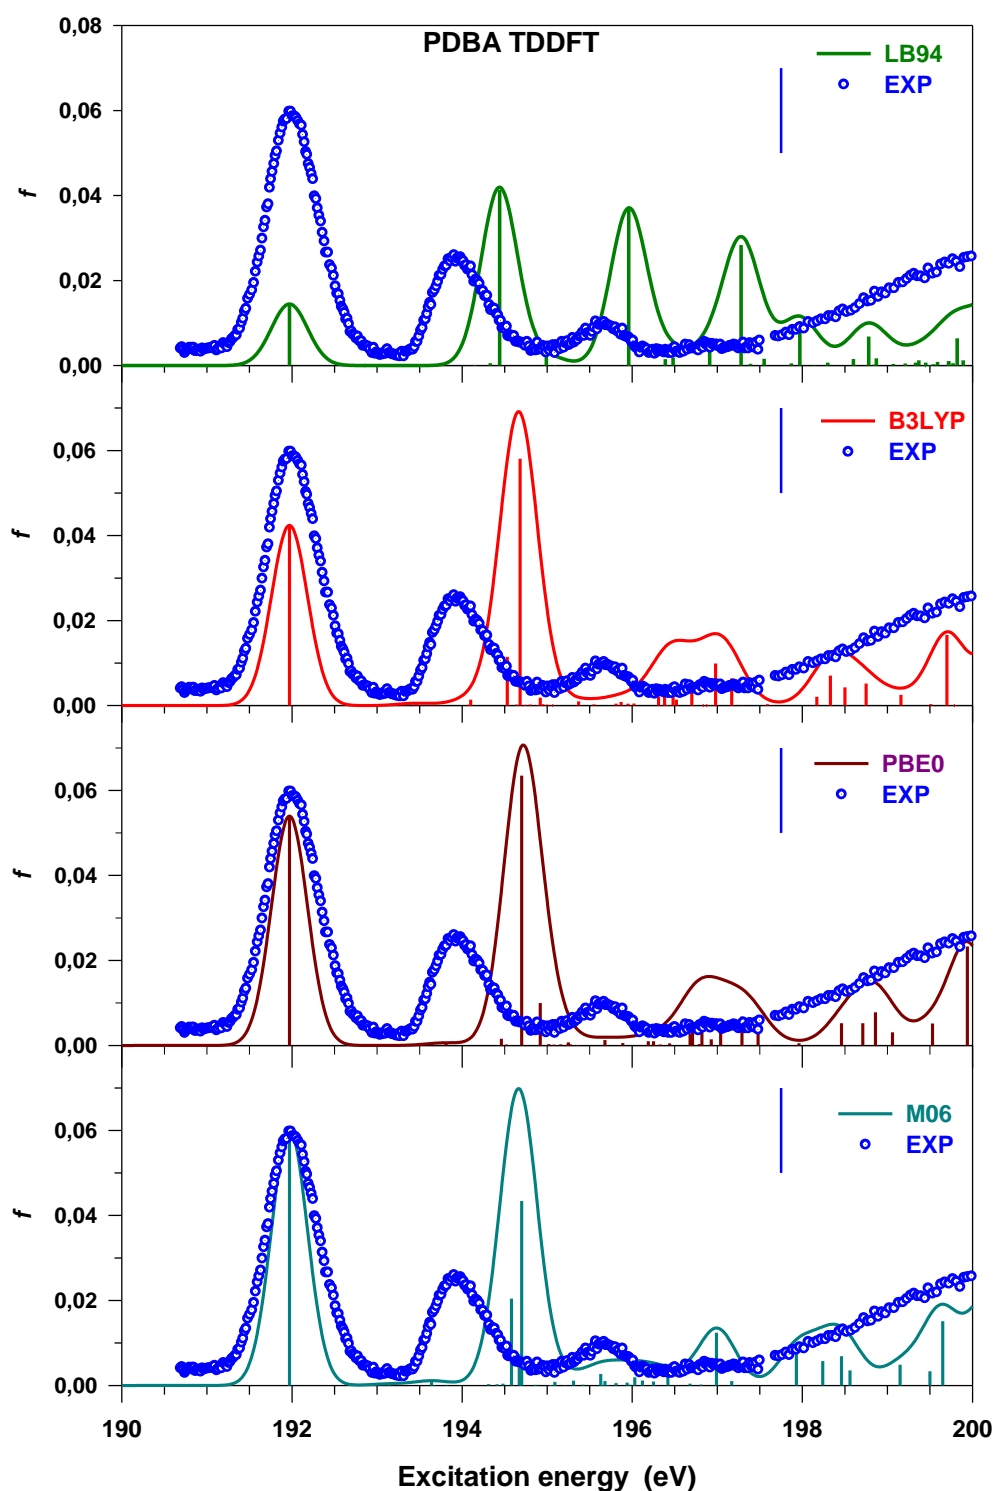 PDBA TDDFT
0,08
LB94
EXP
0,06
f
0,04
0,02
0,00
B3LYP
EXP
0,06
f
0,04
0,02
0,00
PBE0
EXP
0,06
f
0,04
0,02
0,00
M06
EXP
0,06
f
0,04
0,02
0,00
190 192 194 196 198 200
Excitation energy (eV)